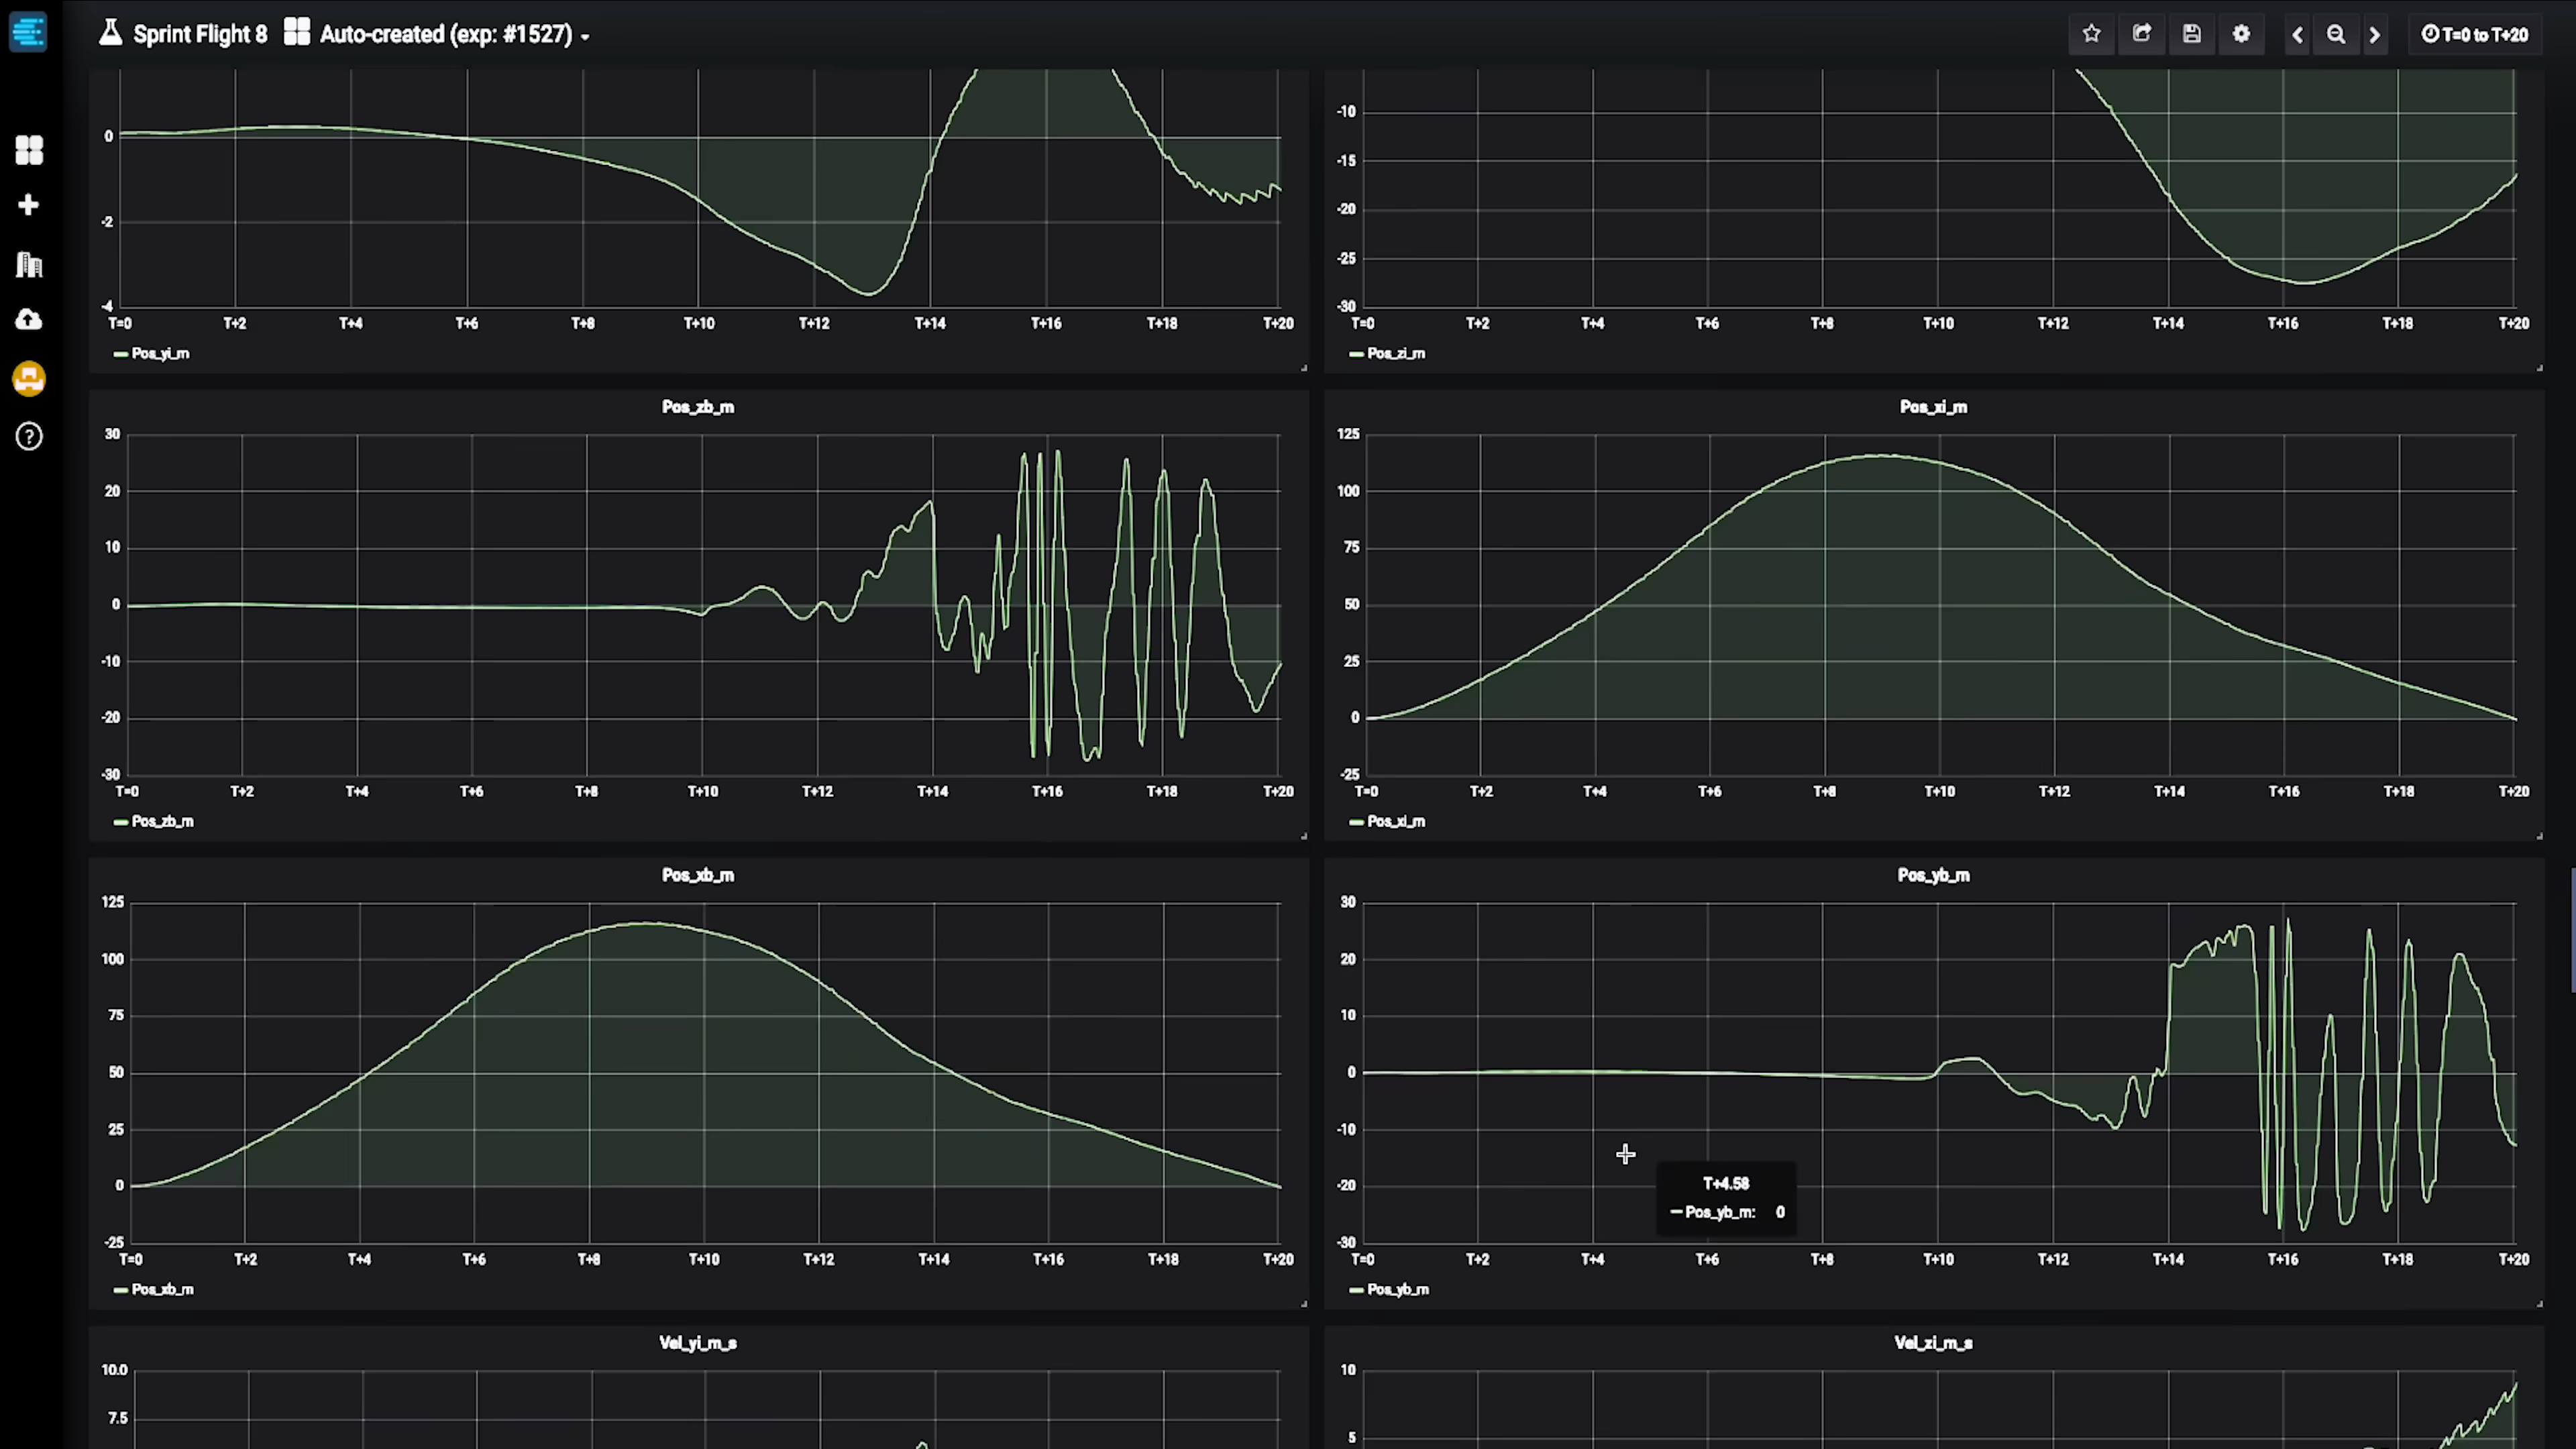 Sprint Flight 8 Auto-created (exp: #1527) T=0 to T+20
0
-2
-4
T=0 T+2 T+4 T+6 T+8 T+10 T+12 T+14 T+16 T+18 T+20
Pos_yi_m
-10
-15
-20
-25
-30
T=0 T+2 T+4 T+6 T+8 T+10 T+12 T+14 T+16 T+18 T+20
Pos_zi_m
Pos_zb_m
30
20
10
0
-10
-20
-30
T=0 T+2 T+4 T+6 T+8 T+10 T+12 T+14 T+16 T+18 T+20
Pos_zb_m
Pos_xi_m
125
100
75
50
25
0
-25
T=0 T+2 T+4 T+6 T+8 T+10 T+12 T+14 T+16 T+18 T+20
Pos_xi_m
Pos_xb_m
125
100
75
50
25
0
-25
T=0 T+2 T+4 T+6 T+8 T+10 T+12 T+14 T+16 T+18 T+20
Pos_xb_m
Pos_yb_m
30
20
10
0
-10
-20
-30
T+4.58
Pos_yb_m: 0
T=0 T+2 T+4 T+6 T+8 T+10 T+12 T+14 T+16 T+18 T+20
Pos_yb_m
Vel_yi_m_s
10.0
7.5
Vel_zi_m_s
10
5